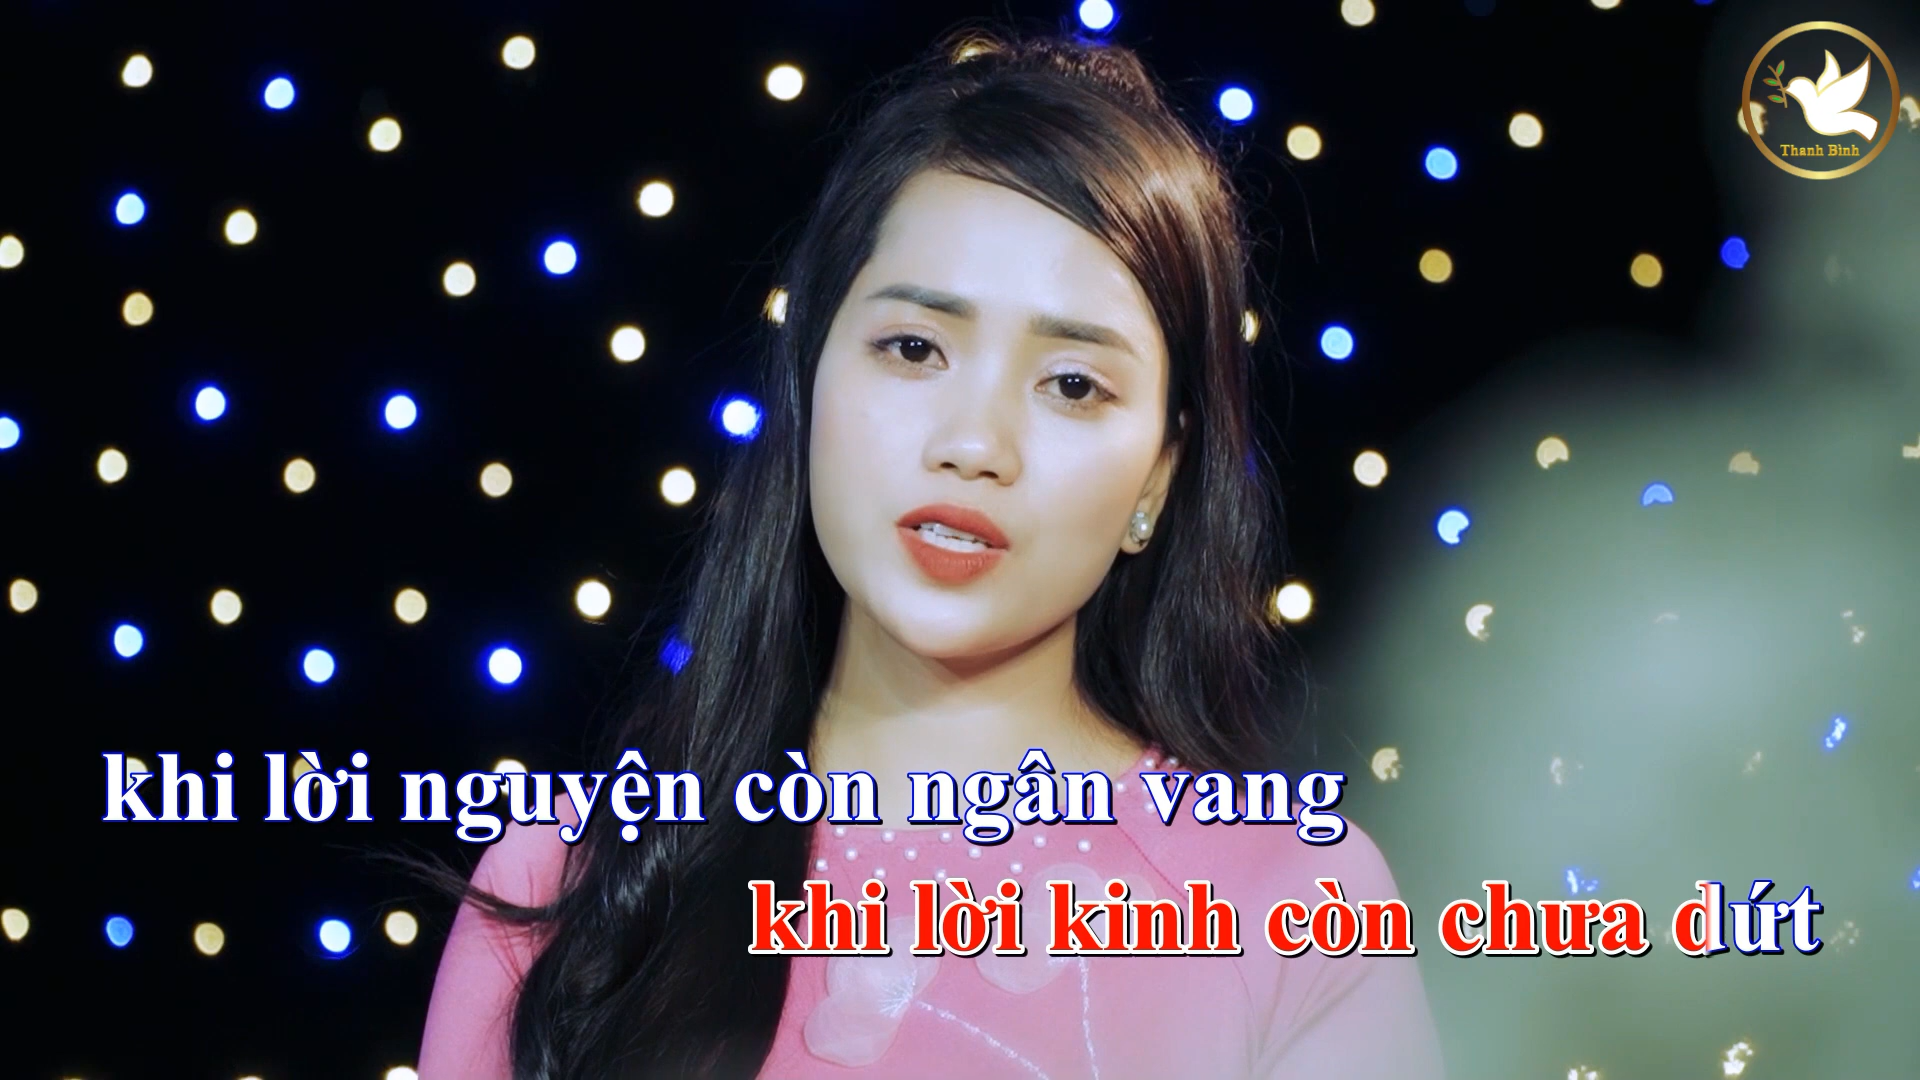 Thanh Bình
khi lời nguyện còn ngân vang
khi lời kinh còn chưa dứt